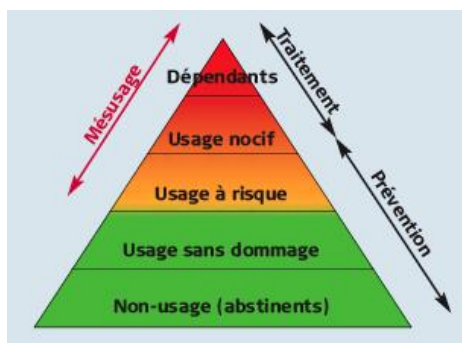 Mésusage
Traitement
Prévention
Dépendants
Usage nocif
Usage à risque
Usage sans dommage
Non-usage (abstinents)